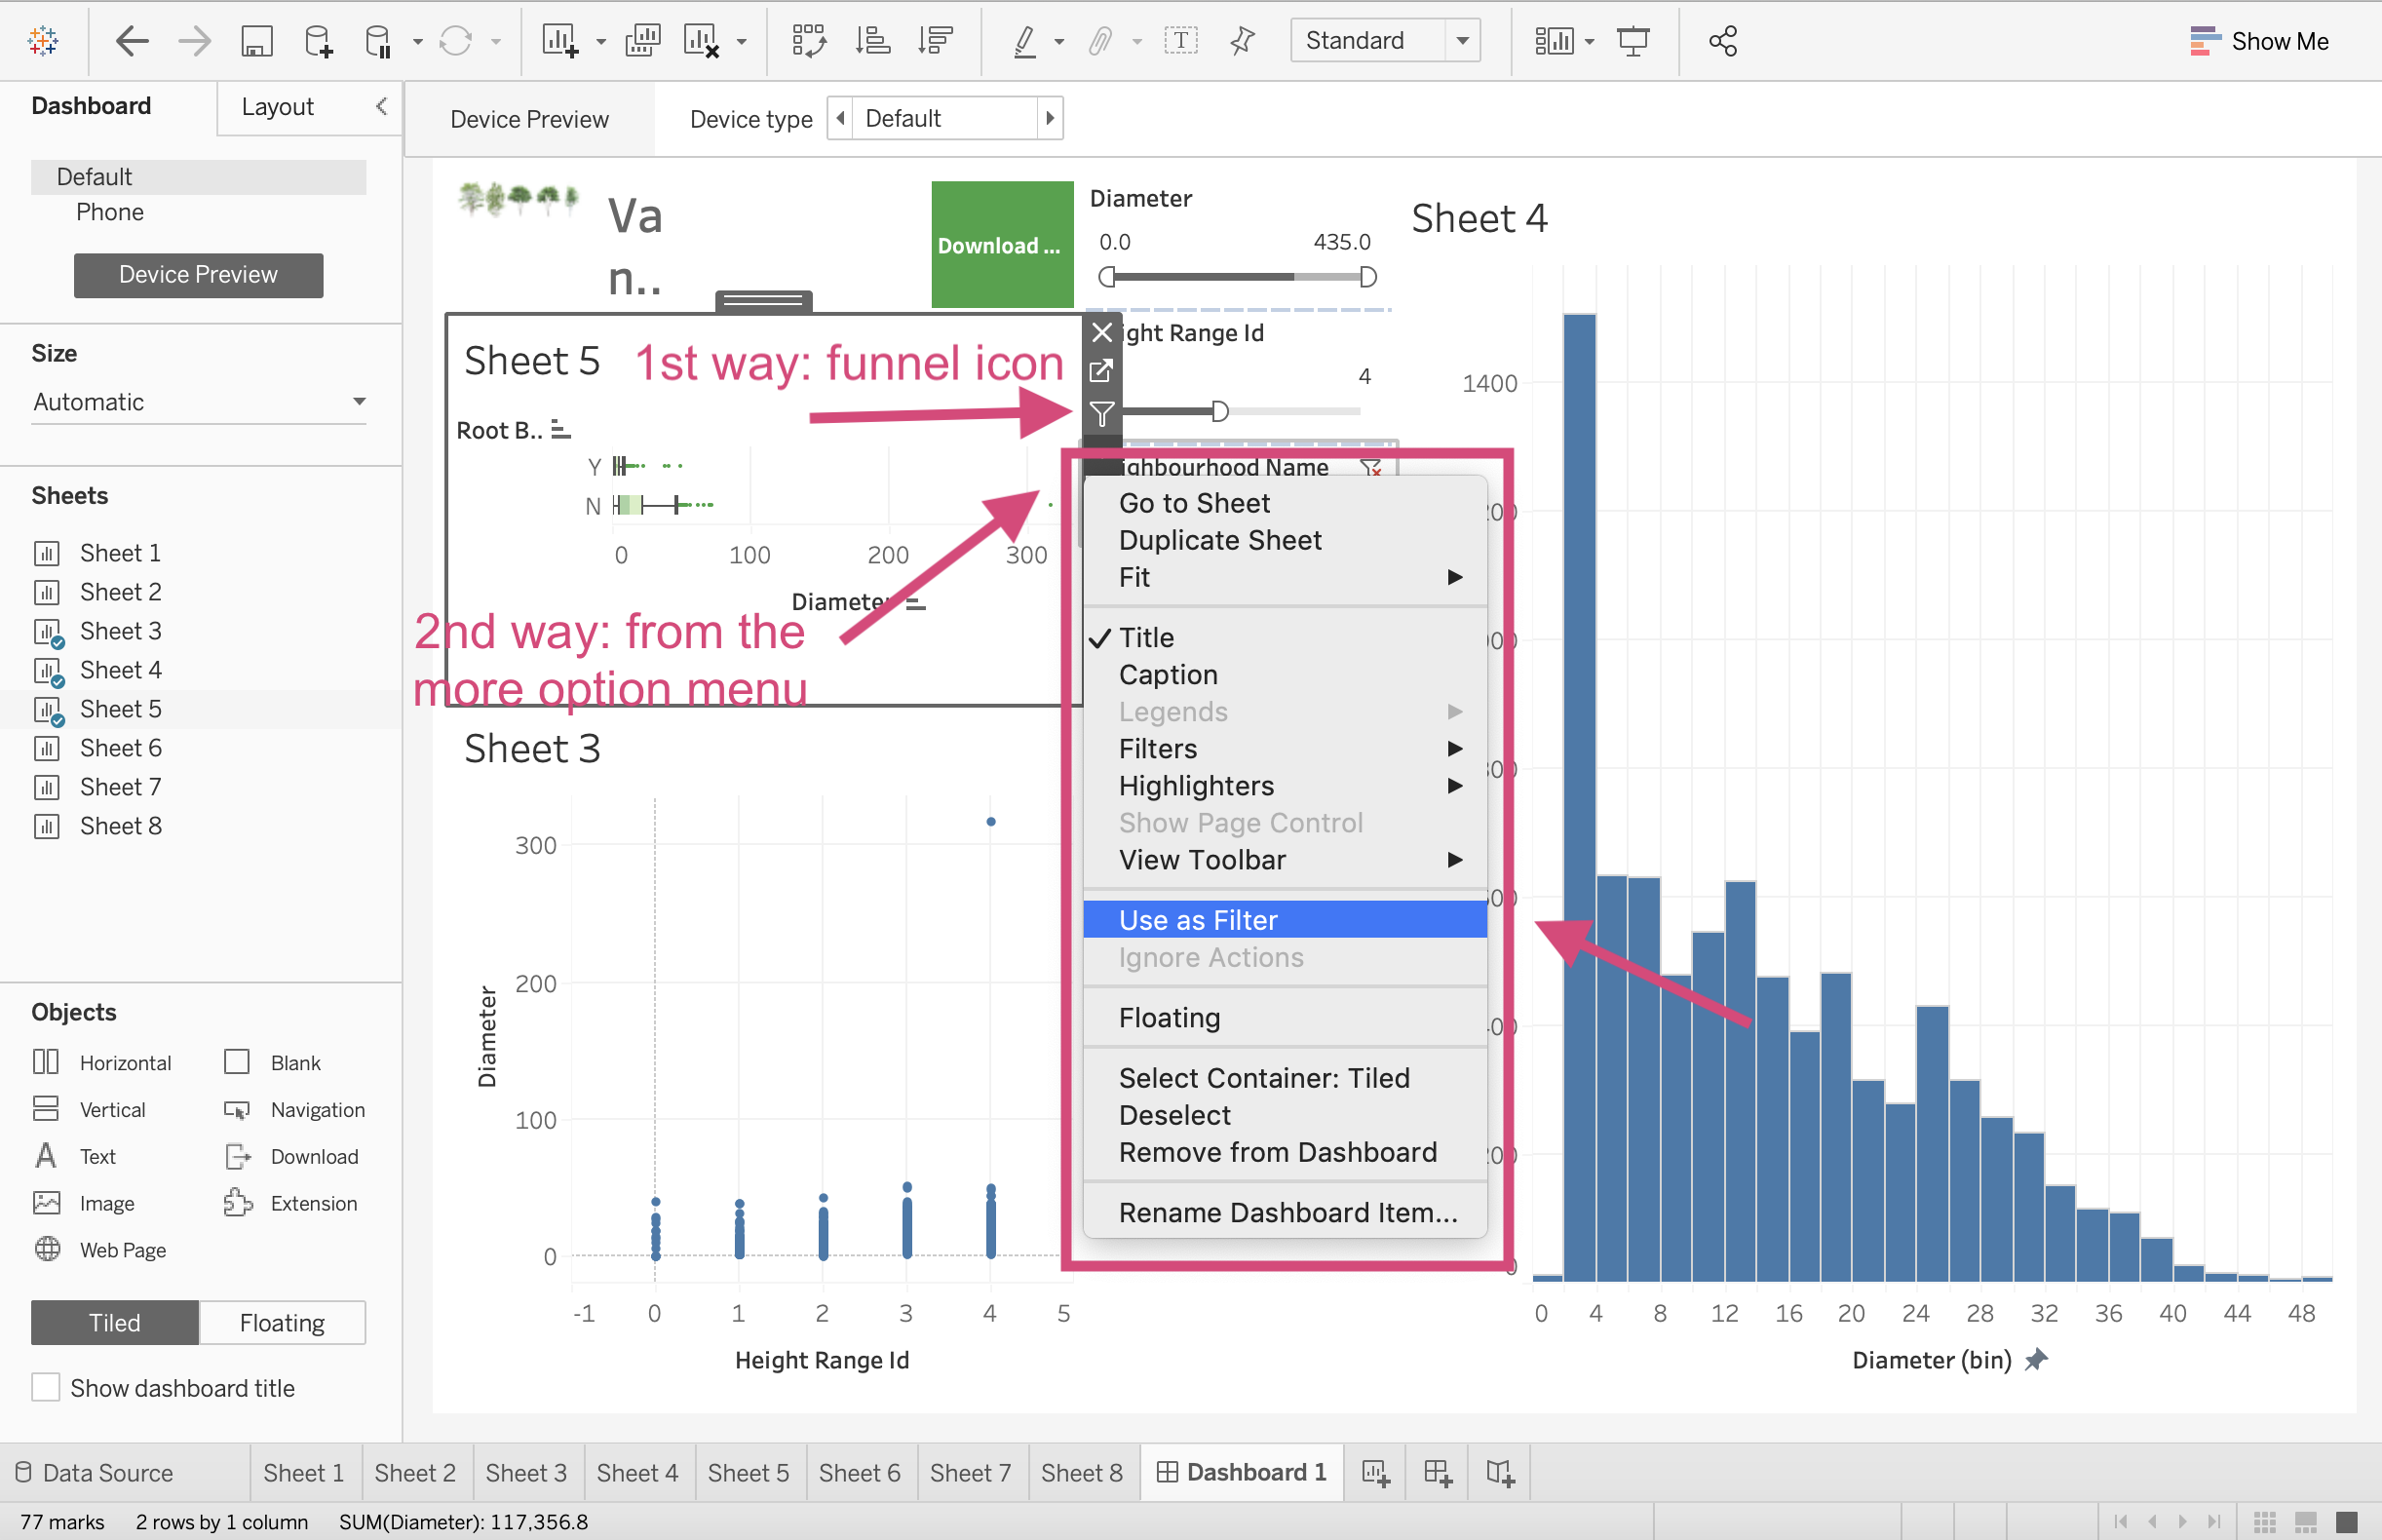 Standard
Show Me
Dashboard
Layout
Device Preview
Device type
Default
Default
Phone
Device Preview
Size
Automatic
Sheets
Sheet 1
Sheet 2
Sheet 3
Sheet 4
Sheet 5
Sheet 6
Sheet 7
Sheet 8
Objects
Horizontal
Blank
Vertical
Navigation
Text
Download
Image
Extension
Web Page
Tiled
Floating
Show dashboard title
Va
n..
Download ...
Diameter
0.0
435.0
ight Range Id
4
ighbourhood Name
Sheet 5
1st way: funnel icon
Root B..
Y
N
0 100 200 300
Diameter
2nd way: from the
more option menu
Sheet 3
300
200
100
0
Diameter
-1 0 1 2 3 4 5
Height Range Id
Go to Sheet
Duplicate Sheet
Fit
Title
Caption
Legends
Filters
Highlighters
Show Page Control
View Toolbar
Use as Filter
Ignore Actions
Floating
Select Container: Tiled
Deselect
Remove from Dashboard
Rename Dashboard Item...
Sheet 4
1400
0 4 8 12 16 20 24 28 32 36 40 44 48
Diameter (bin)
Data Source
Sheet 1
Sheet 2
Sheet 3
Sheet 4
Sheet 5
Sheet 6
Sheet 7
Sheet 8
Dashboard 1
77 marks
2 rows by 1 column
SUM(Diameter): 117,356.8